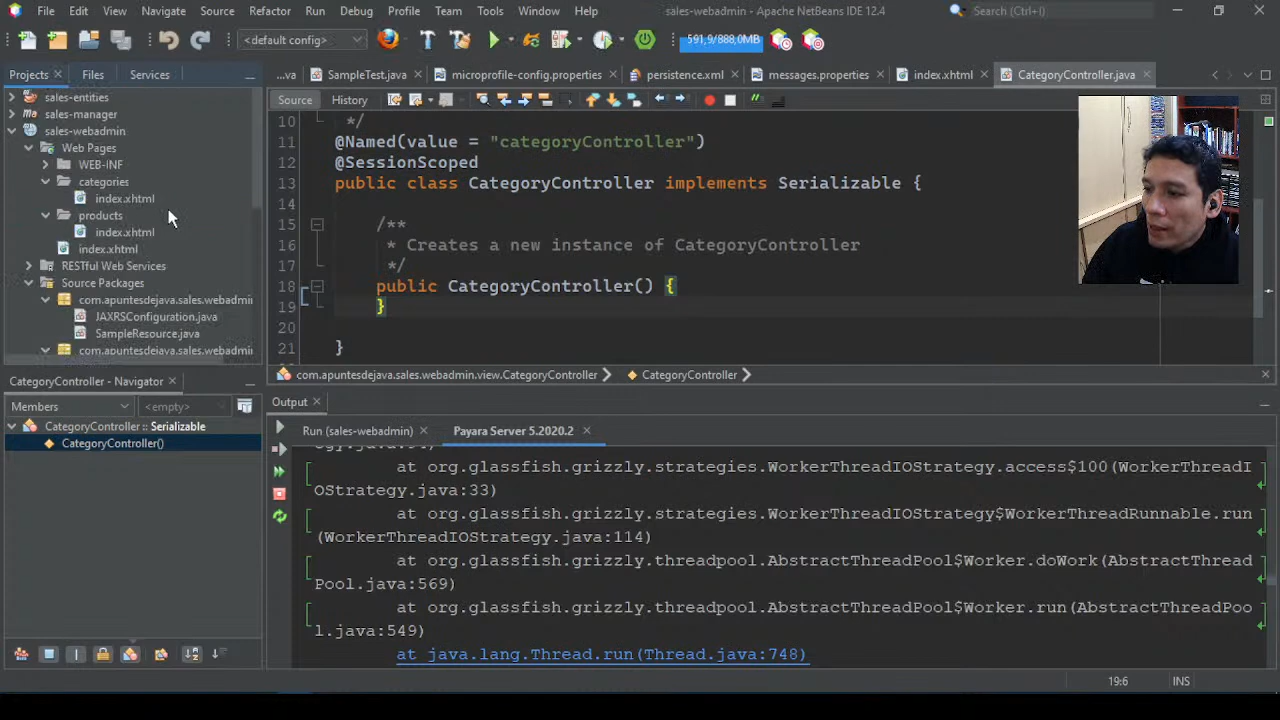 File Edit View Navigate Source Refactor Run Debug Profile Team Tools Window Help
sales-webadmin - Apache NetBeans IDE 12.4
Search (Ctrl+I)
<default config>
591,9/888,0MB
Projects Files Services
...va SampleTest.java microprofile-config.properties persistence.xml messages.properties index.xhtml CategoryController.java
sales-entities
sales-manager
sales-webadmin
Web Pages
WEB-INF
categories
index.xhtml
products
index.xhtml
index.xhtml
RESTful Web Services
Source Packages
com.apuntesdejava.sales.webadmin
JAXRSConfiguration.java
SampleResource.java
com.apuntesdejava.sales.webadmin
Source History
10 */
11 @Named(value = "categoryController")
12 @SessionScoped
13 public class CategoryController implements Serializable {
14
15 /**
16 * Creates a new instance of CategoryController
17 */
18 public CategoryController() {
19 }
20
21 }
com.apuntesdejava.sales.webadmin.view.CategoryController CategoryController
CategoryController - Navigator
Members <empty>
CategoryController :: Serializable
CategoryController()
Output
Run (sales-webadmin) Payara Server 5.2020.2
at org.glassfish.grizzly.strategies.WorkerThreadIOStrategy.access$100(WorkerThreadI
OStrategy.java:33)
at org.glassfish.grizzly.strategies.WorkerThreadIOStrategy$WorkerThreadRunnable.run
(WorkerThreadIOStrategy.java:114)
at org.glassfish.grizzly.threadpool.AbstractThreadPool$Worker.doWork(AbstractThread
Pool.java:569)
at org.glassfish.grizzly.threadpool.AbstractThreadPool$Worker.run(AbstractThreadPoo
l.java:549)
at java.lang.Thread.run(Thread.java:748)
19:6 INS